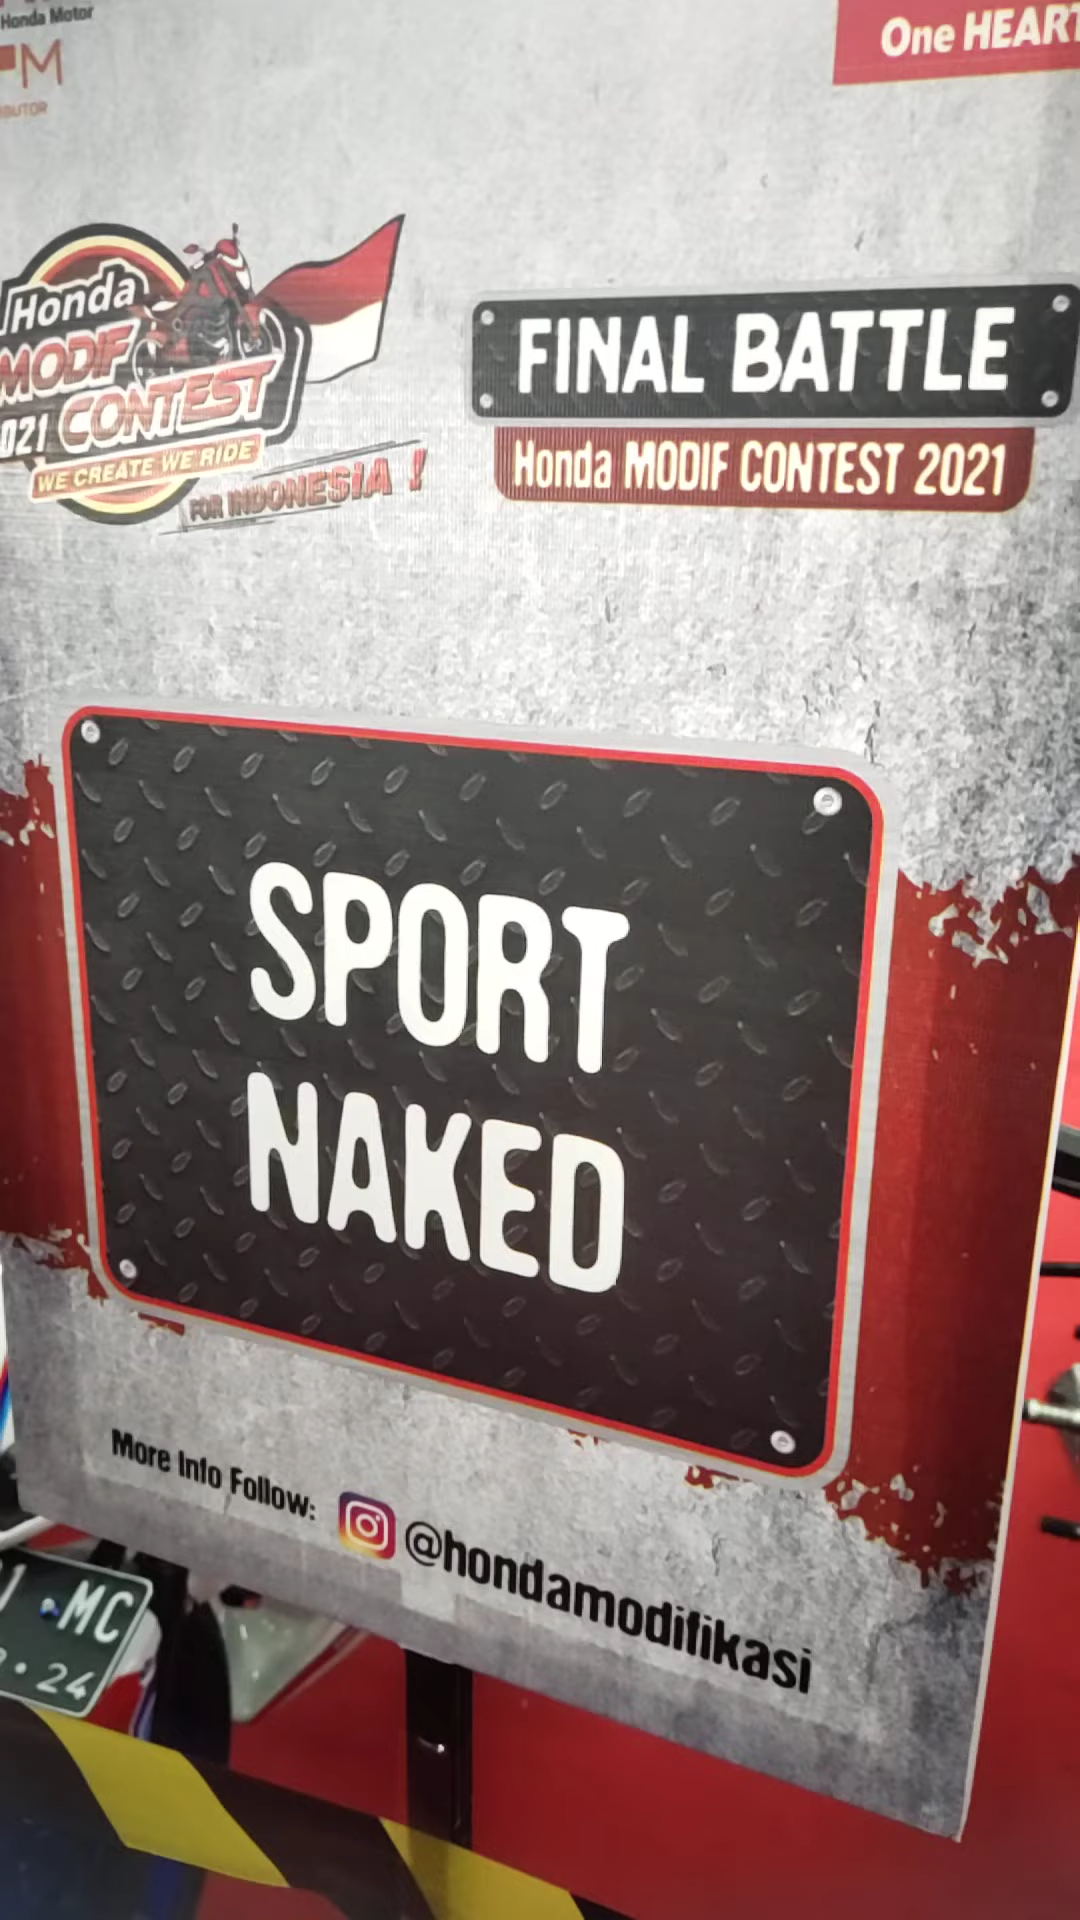 Honda Motor
One HEART
Honda
MODIF
CONTEST
WE CREATE WE RIDE
FOR INDONESIA !
FINAL BATTLE
Honda MODIF CONTEST 2021
SPORT
NAKED
More Info Follow:
@hondamodifikasi
MC
24